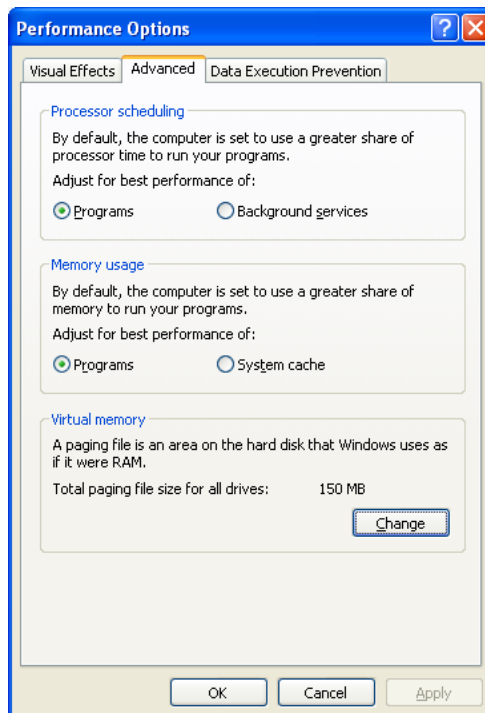 Performance Options
Visual Effects
Advanced
Data Execution Prevention
Processor scheduling
By default, the computer is set to use a greater share of
processor time to run your programs.
Adjust for best performance of:
Programs
Background services
Memory usage
By default, the computer is set to use a greater share of
memory to run your programs.
Adjust for best performance of:
Programs
System cache
Virtual memory
A paging file is an area on the hard disk that Windows uses as
if it were RAM.
Total paging file size for all drives: 150 MB
Change
OK
Cancel
Apply